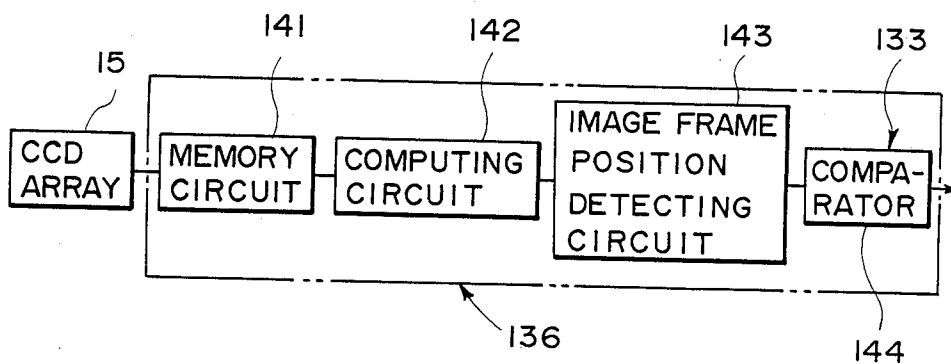 15
141
142
143
133
CCD
ARRAY
MEMORY
CIRCUIT
COMPUTING
CIRCUIT
IMAGE FRAME
POSITION
DETECTING
CIRCUIT
COMPA-
RATOR
136
144